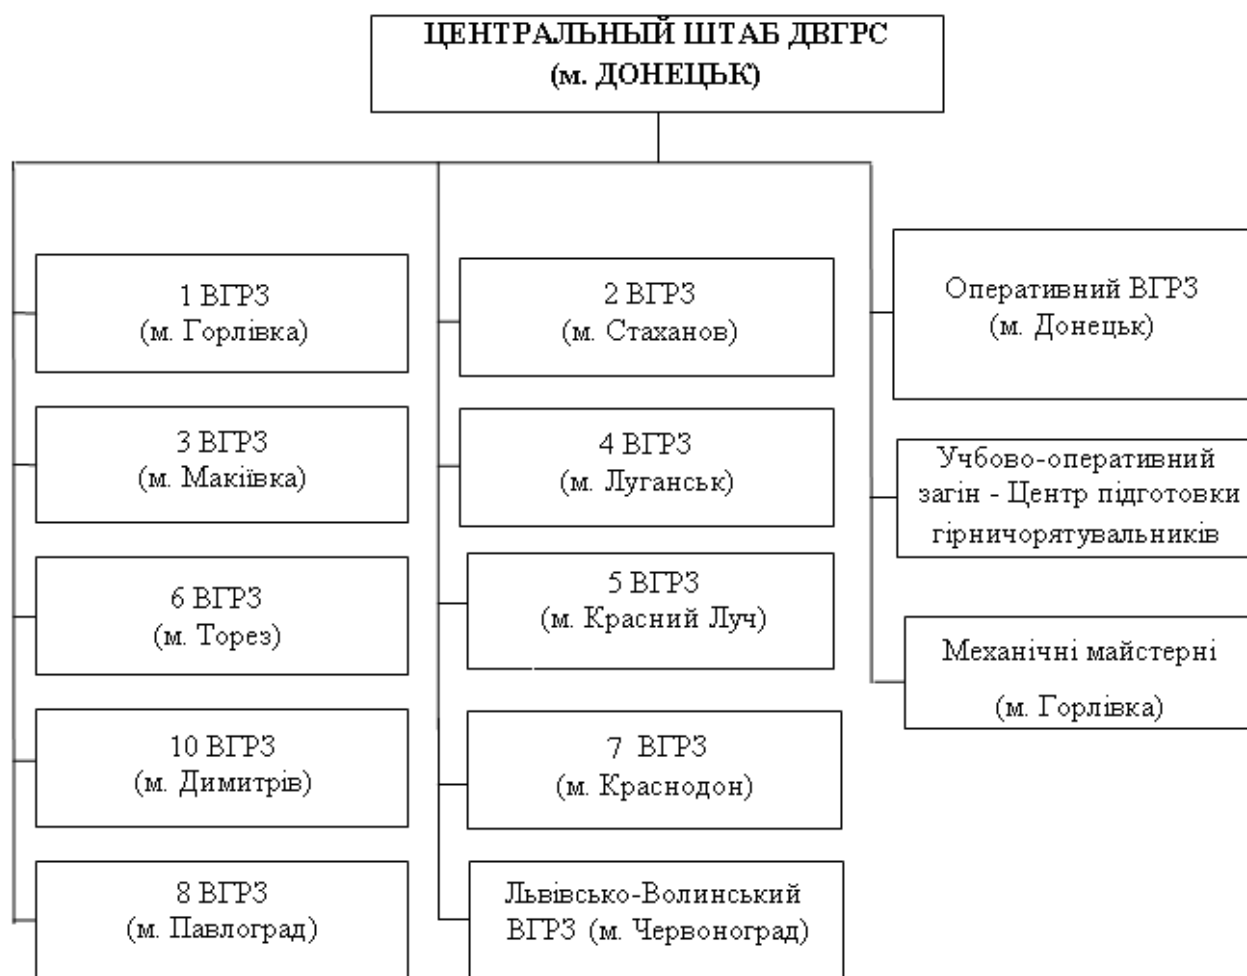 ЦЕНТРАЛЬНЫЙ ШТАБ ДВГРС
(м. ДОНЕЦЬК)
1 ВГРЗ
(м. Горлівка)
3 ВГРЗ
(м. Макіївка)
6 ВГРЗ
(м. Торез)
10 ВГРЗ
(м. Димитрів)
8 ВГРЗ
(м. Павлоград)
2 ВГРЗ
(м. Стаханов)
4 ВГРЗ
(м. Луганськ)
5 ВГРЗ
(м. Красний Луч)
7 ВГРЗ
(м. Краснодон)
Львівсько-Волинський
ВГРЗ (м. Червоноград)
Оперативний ВГРЗ
(м. Донецьк)
Учбово-оперативний
загін - Центр підготовки
гірничорятувальників
Механічні майстерні
(м. Горлівка)